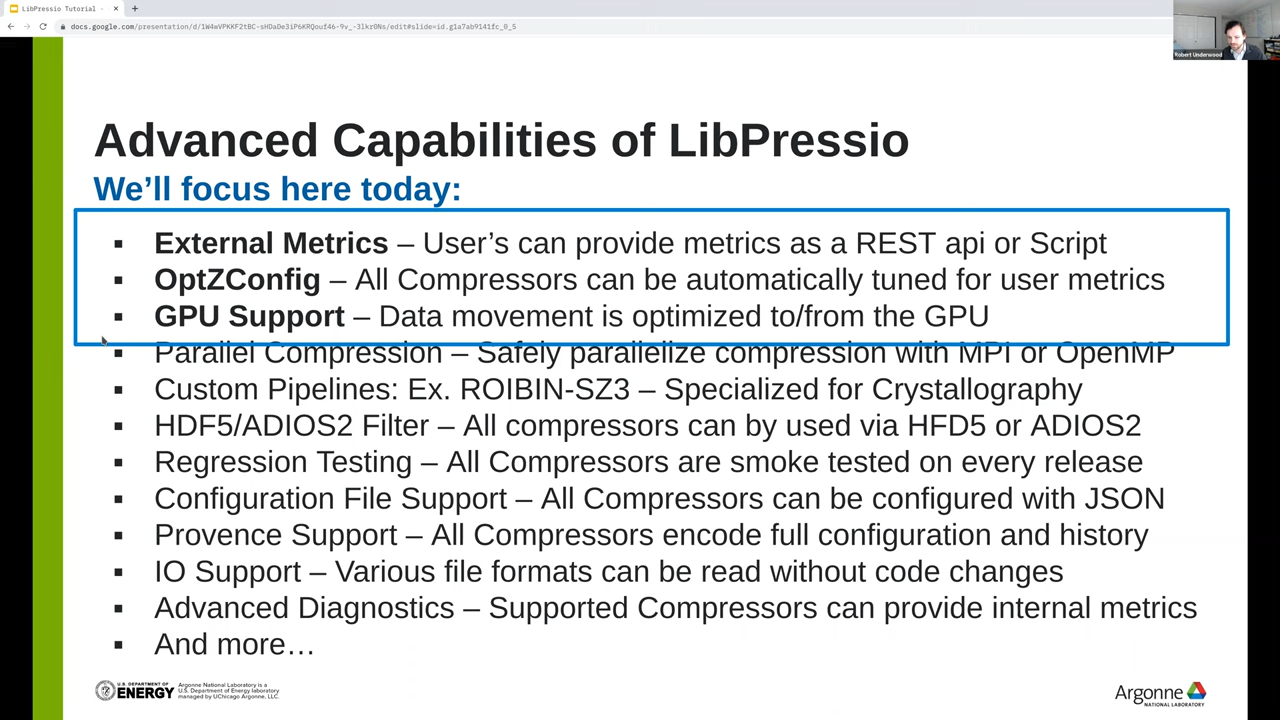 LibPressio Tutorial -
docs.google.com/presentation/d/1W4wVPKKF2tBC-sHDaDe3iP6KRQouf46-9v_-3lkr0Ns/edit#slide=id.g1a7ab9141fc_0_5
Robert Underwood
Advanced Capabilities of LibPressio
We'll focus here today:
▪ External Metrics – User's can provide metrics as a REST api or Script
▪ OptZConfig – All Compressors can be automatically tuned for user metrics
▪ GPU Support – Data movement is optimized to/from the GPU
▪ Parallel Compression – Safely parallelize compression with MPI or OpenMP
▪ Custom Pipelines: Ex. ROIBIN-SZ3 – Specialized for Crystallography
▪ HDF5/ADIOS2 Filter – All compressors can by used via HFD5 or ADIOS2
▪ Regression Testing – All Compressors are smoke tested on every release
▪ Configuration File Support – All Compressors can be configured with JSON
▪ Provence Support – All Compressors encode full configuration and history
▪ IO Support – Various file formats can be read without code changes
▪ Advanced Diagnostics – Supported Compressors can provide internal metrics
▪ And more…
U.S. DEPARTMENT OF
ENERGY
Argonne National Laboratory is a
U.S. Department of Energy laboratory
managed by UChicago Argonne, LLC.
Argonne
NATIONAL LABORATORY